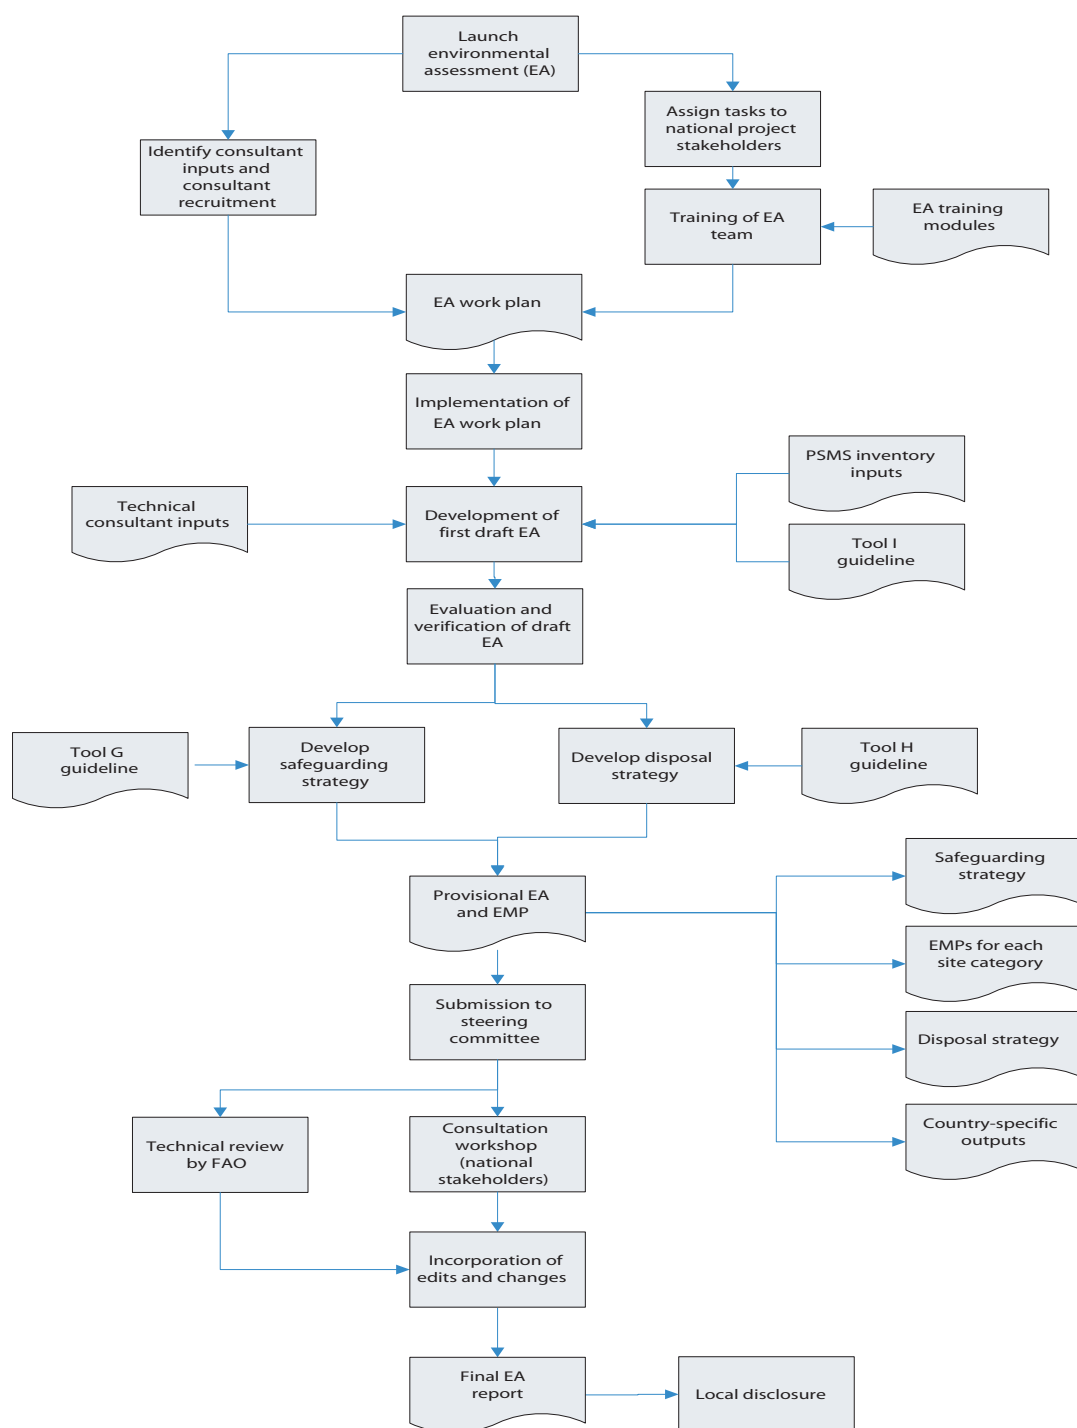 Launch
environmental
assessment (EA)
Assign tasks to
national project
stakeholders
Identify consultant
inputs and
consultant
recruitment
Training of EA
team
EA training
modules
EA work plan
Implementation of
EA work plan
PSMS inventory
inputs
Technical
consultant inputs
Development of
first draft EA
Tool I
guideline
Evaluation and
verification of draft
EA
Tool G
guideline
Develop
safeguarding
strategy
Develop disposal
strategy
Tool H
guideline
Safeguarding
strategy
Provisional EA
and EMP
EMPs for each
site category
Submission to
steering
committee
Disposal strategy
Technical review
by FAO
Consultation
workshop
(national
stakeholders)
Country-specific
outputs
Incorporation of
edits and changes
Final EA
report
Local disclosure